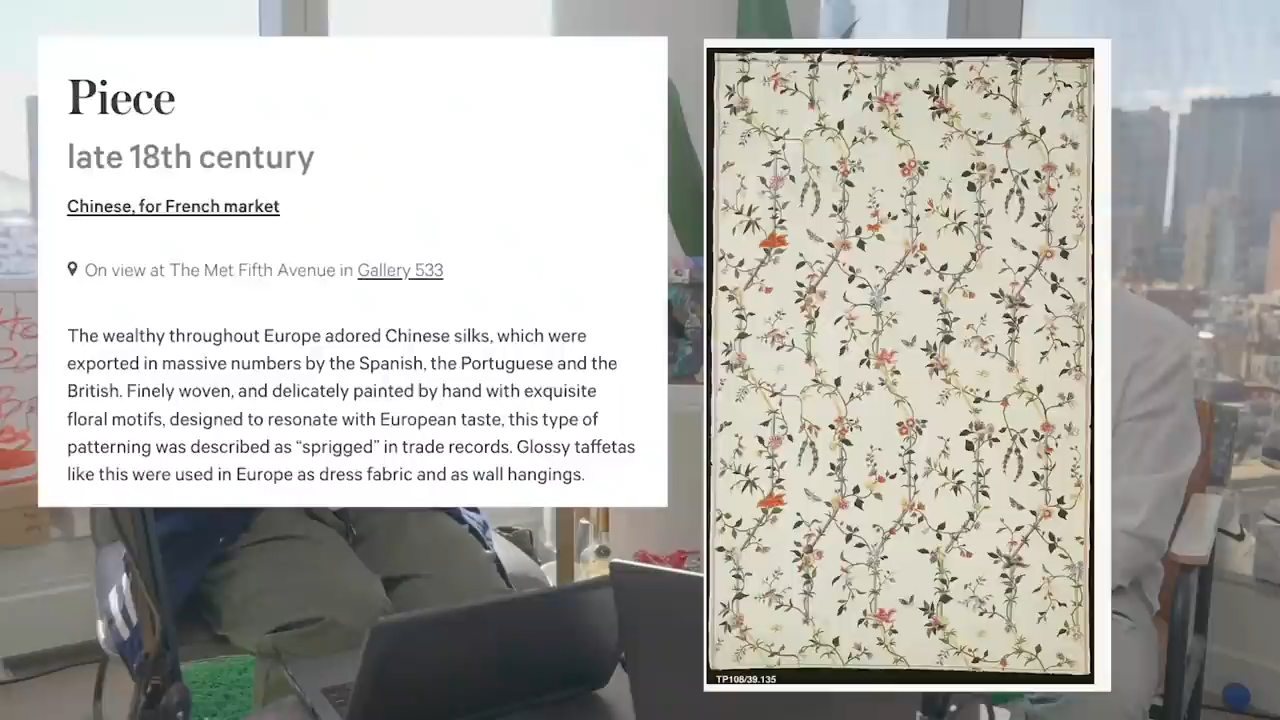 Piece
late 18th century
Chinese, for French market
On view at The Met Fifth Avenue in Gallery 533
The wealthy throughout Europe adored Chinese silks, which were
exported in massive numbers by the Spanish, the Portuguese and the
British. Finely woven, and delicately painted by hand with exquisite
floral motifs, designed to resonate with European taste, this type of
patterning was described as “sprigged” in trade records. Glossy taffetas
like this were used in Europe as dress fabric and as wall hangings.
TP108/39.135